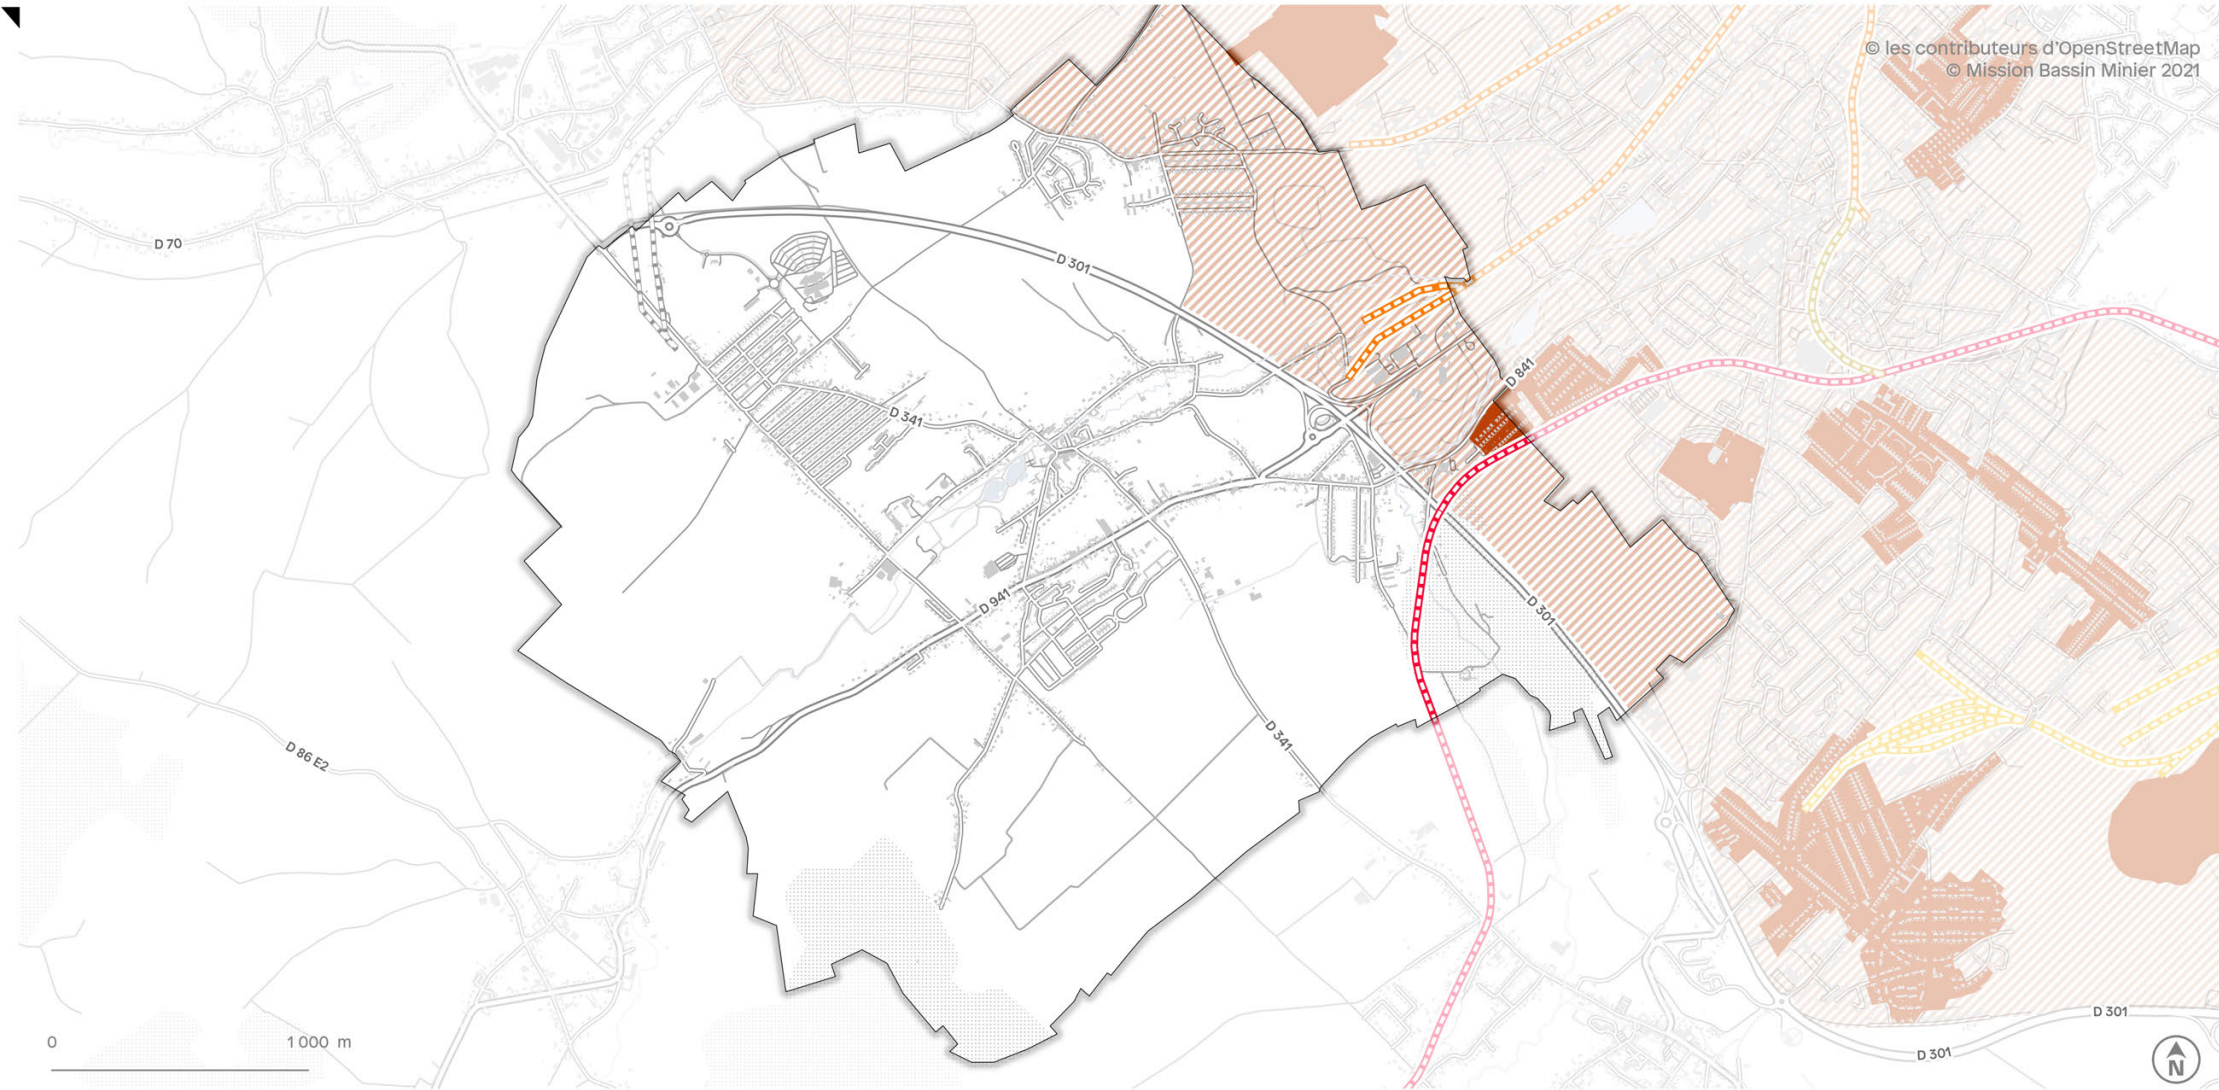 © les contributeurs d'OpenStreetMap
© Mission Bassin Minier 2021
D 70
D 301
D 841
D 341
D 941
D 301
D 341
D 86 E2
D 301
D 301
0 1 000 m
N